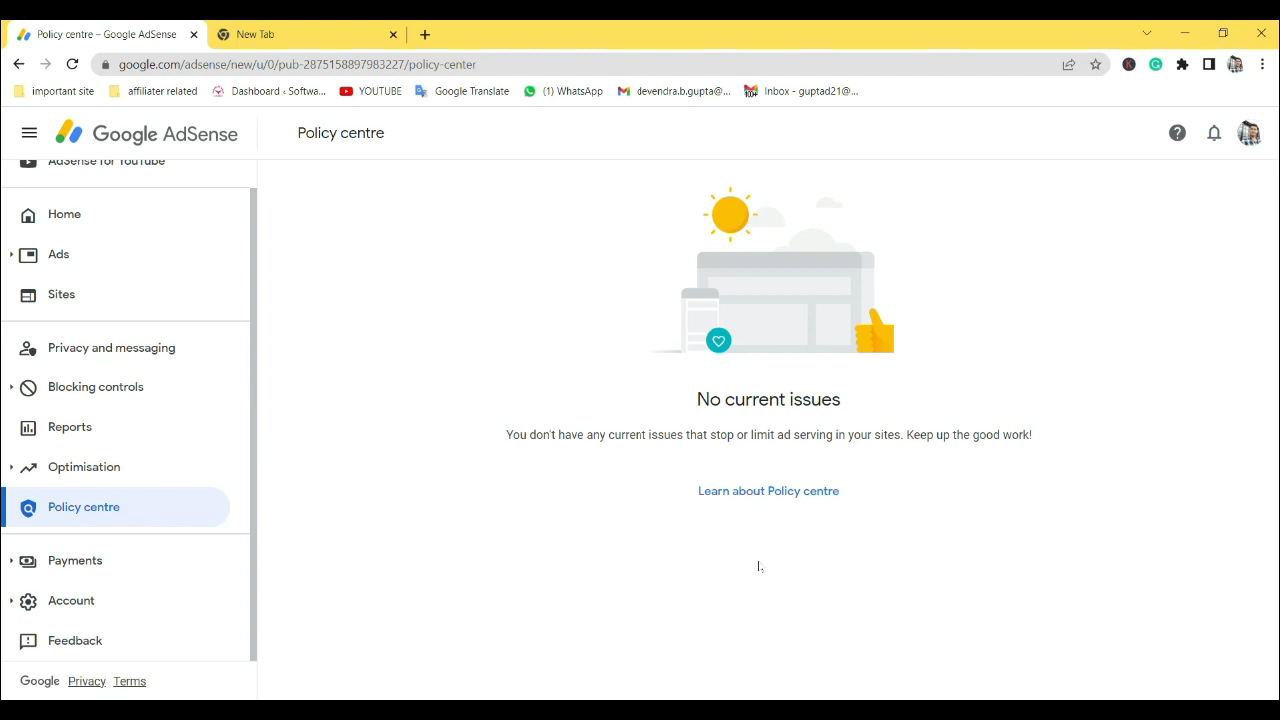 Policy centre – Google AdSense
New Tab
google.com/adsense/new/u/0/pub-2875158897983227/policy-center
important site
affiliater related
Dashboard ‹ Softwa...
YOUTUBE
Google Translate
(1) WhatsApp
devendra.b.gupta@...
100+
Inbox - guptad21@...
Google AdSense
Policy centre
AdSense for YouTube
Home
Ads
Sites
Privacy and messaging
Blocking controls
Reports
Optimisation
Policy centre
Payments
Account
Feedback
Google Privacy Terms
No current issues
You don't have any current issues that stop or limit ad serving in your sites. Keep up the good work!
Learn about Policy centre